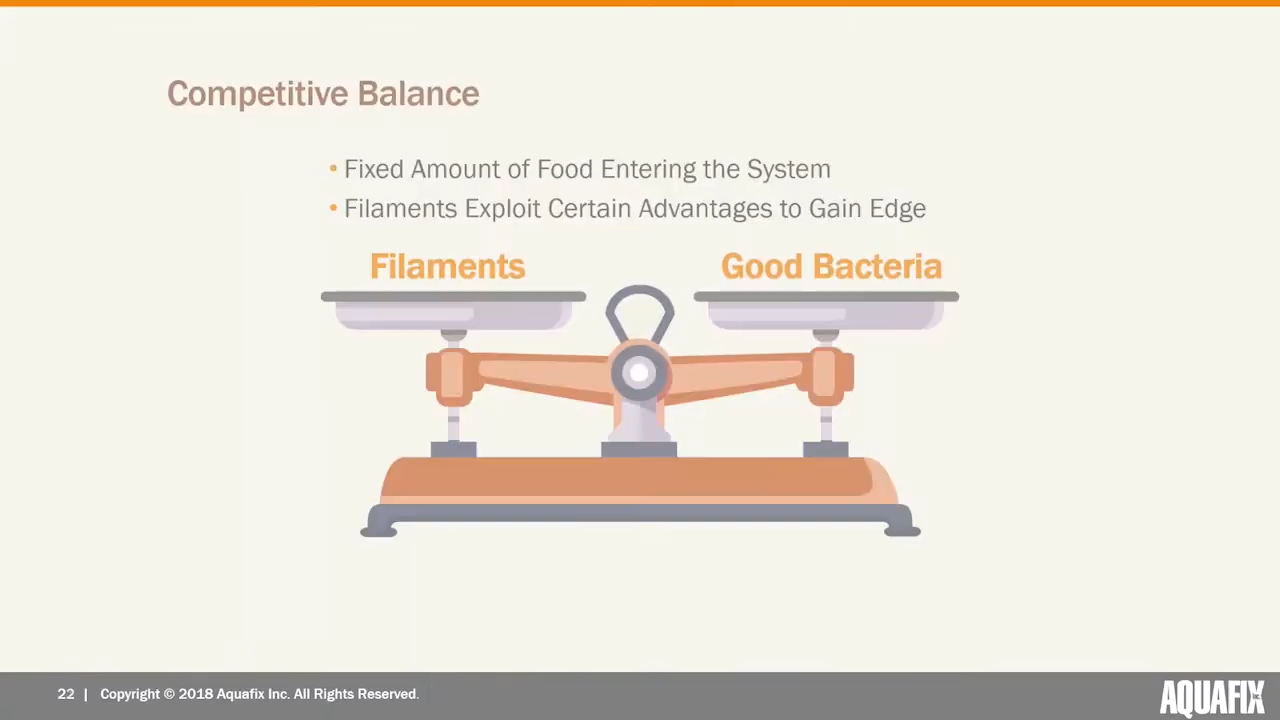 Competitive Balance
• Fixed Amount of Food Entering the System
• Filaments Exploit Certain Advantages to Gain Edge
Filaments
Good Bacteria
22 | Copyright © 2018 Aquafix Inc. All Rights Reserved.
AQUAFIX INC.